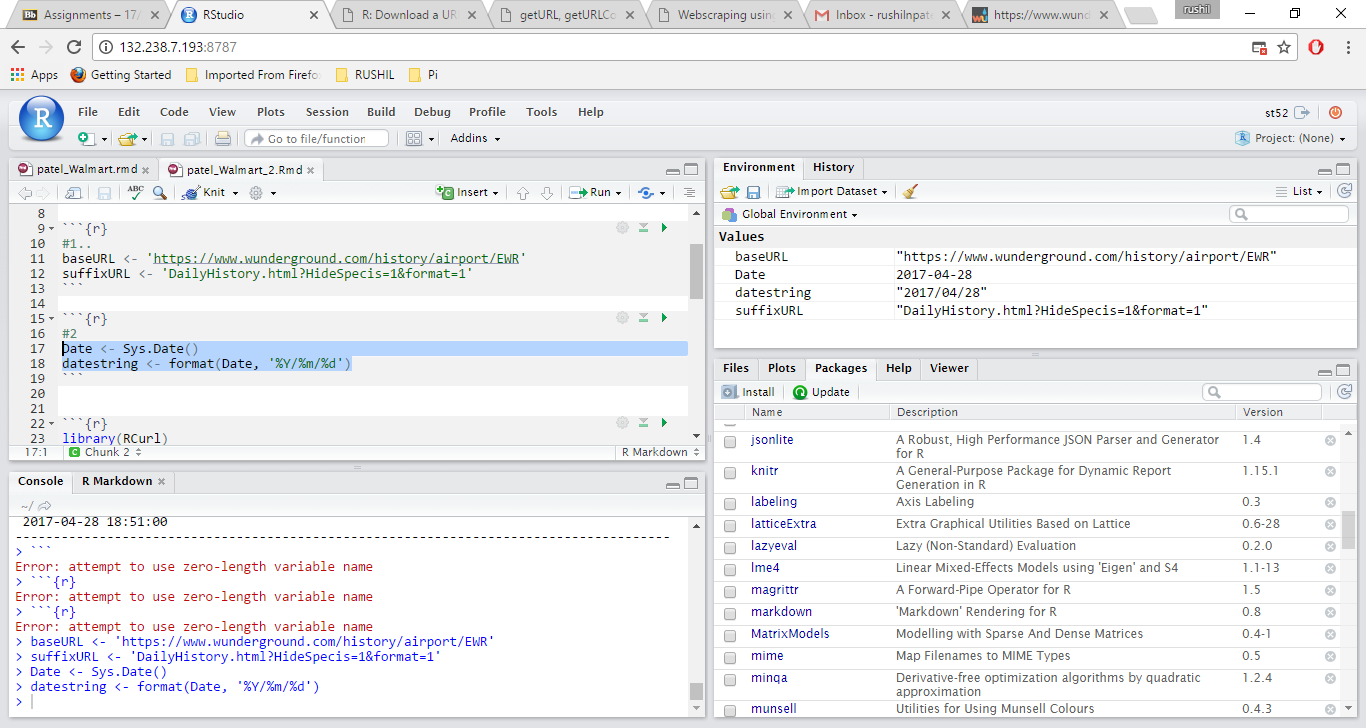 Assignments – 17/
RStudio
R: Download a UR
getURL, getURLCo
Webscraping using
Inbox - rushilnpate
https://www.wund
rushil
132.238.7.193:8787
Apps
Getting Started
Imported From Firefo
RUSHIL
Pi
R
File Edit Code View Plots Session Build Debug Profile Tools Help
st52
Go to file/function
Addins
Project: (None)
patel_Walmart.rmd
patel_Walmart_2.Rmd
ABC
Knit
Insert
Run
8
9 ```{r}
10 #1..
11 baseURL <- 'https://www.wunderground.com/history/airport/EWR'
12 suffixURL <- 'DailyHistory.html?HideSpecis=1&format=1'
13 ```
14
15 ```{r}
16 #2
17 Date <- Sys.Date()
18 datestring <- format(Date, '%Y/%m/%d')
19 ```
20
21
22 ```{r}
23 library(RCurl)
17:1
C Chunk 2
R Markdown
Console
R Markdown
~/
2017-04-28 18:51:00
--------------------------------------------------------------------------------
> ```
Error: attempt to use zero-length variable name
> ```{r}
Error: attempt to use zero-length variable name
> ```{r}
Error: attempt to use zero-length variable name
> baseURL <- 'https://www.wunderground.com/history/airport/EWR'
> suffixURL <- 'DailyHistory.html?HideSpecis=1&format=1'
> Date <- Sys.Date()
> datestring <- format(Date, '%Y/%m/%d')
>
Environment History
Import Dataset
List
Global Environment
Values
baseURL "https://www.wunderground.com/history/airport/EWR"
Date 2017-04-28
datestring "2017/04/28"
suffixURL "DailyHistory.html?HideSpecis=1&format=1"
Files Plots Packages Help Viewer
Install Update
Name Description Version
jsonlite A Robust, High Performance JSON Parser and Generator 1.4
for R
knitr A General-Purpose Package for Dynamic Report 1.15.1
Generation in R
labeling Axis Labeling 0.3
latticeExtra Extra Graphical Utilities Based on Lattice 0.6-28
lazyeval Lazy (Non-Standard) Evaluation 0.2.0
lme4 Linear Mixed-Effects Models using 'Eigen' and S4 1.1-13
magrittr A Forward-Pipe Operator for R 1.5
markdown 'Markdown' Rendering for R 0.8
MatrixModels Modelling with Sparse And Dense Matrices 0.4-1
mime Map Filenames to MIME Types 0.5
minqa Derivative-free optimization algorithms by quadratic 1.2.4
approximation
munsell Utilities for Using Munsell Colours 0.4.3